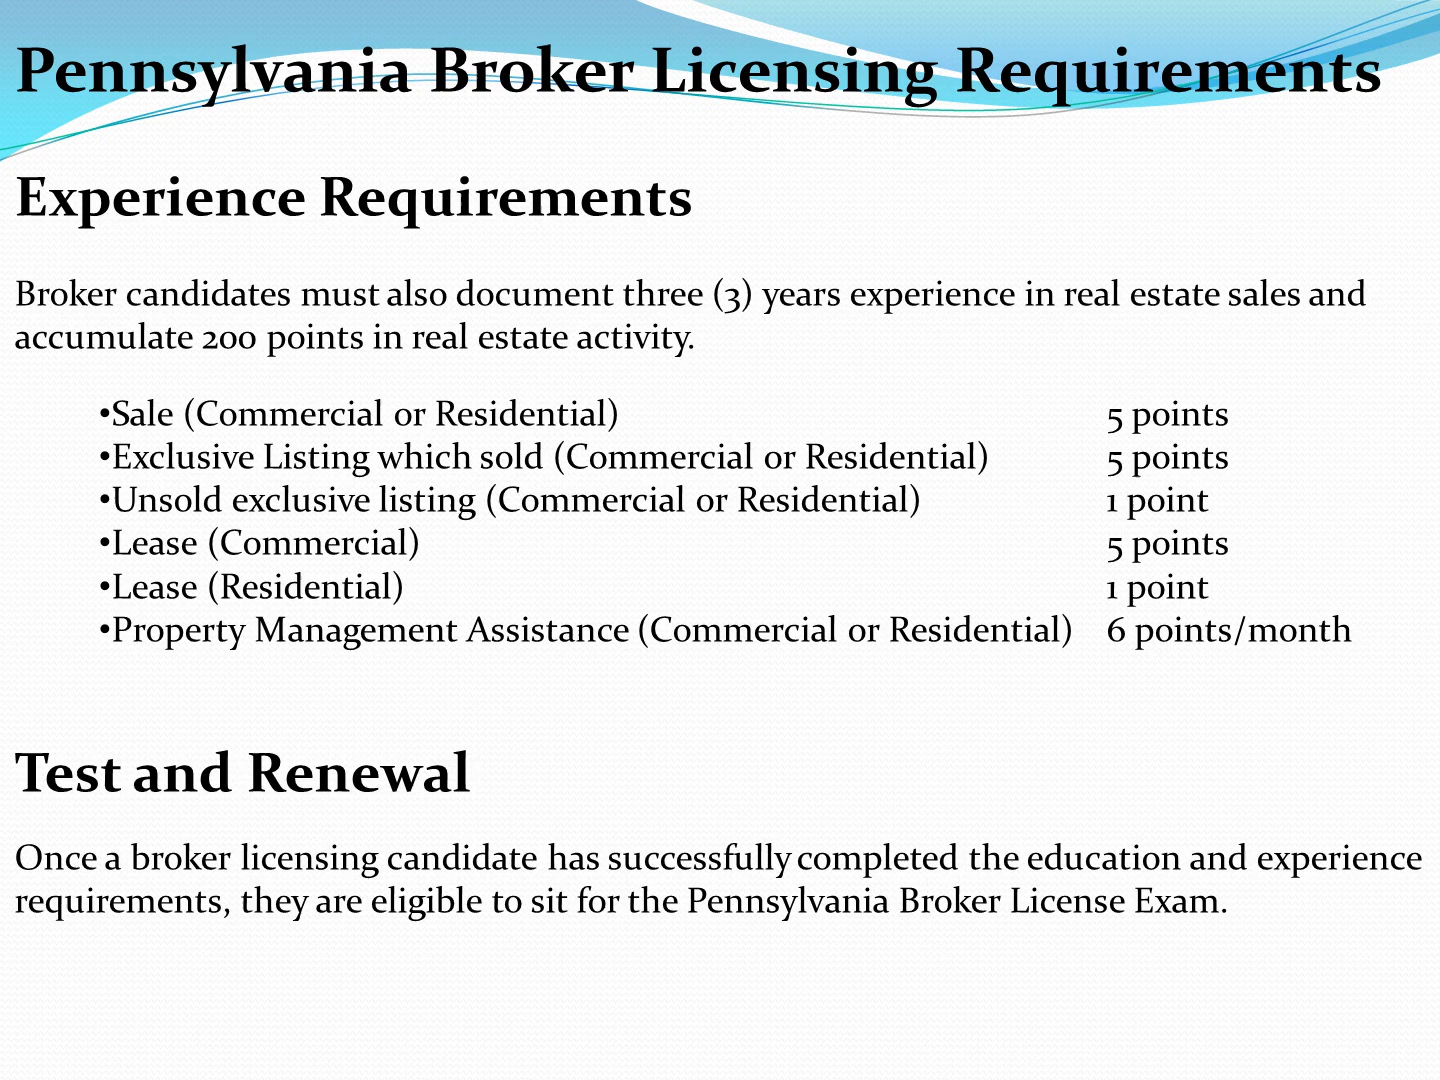 Pennsylvania Broker Licensing Requirements
Experience Requirements
Broker candidates must also document three (3) years experience in real estate sales and
accumulate 200 points in real estate activity.
•Sale (Commercial or Residential) 5 points
•Exclusive Listing which sold (Commercial or Residential) 5 points
•Unsold exclusive listing (Commercial or Residential) 1 point
•Lease (Commercial) 5 points
•Lease (Residential) 1 point
•Property Management Assistance (Commercial or Residential) 6 points/month
Test and Renewal
Once a broker licensing candidate has successfully completed the education and experience
requirements, they are eligible to sit for the Pennsylvania Broker License Exam.